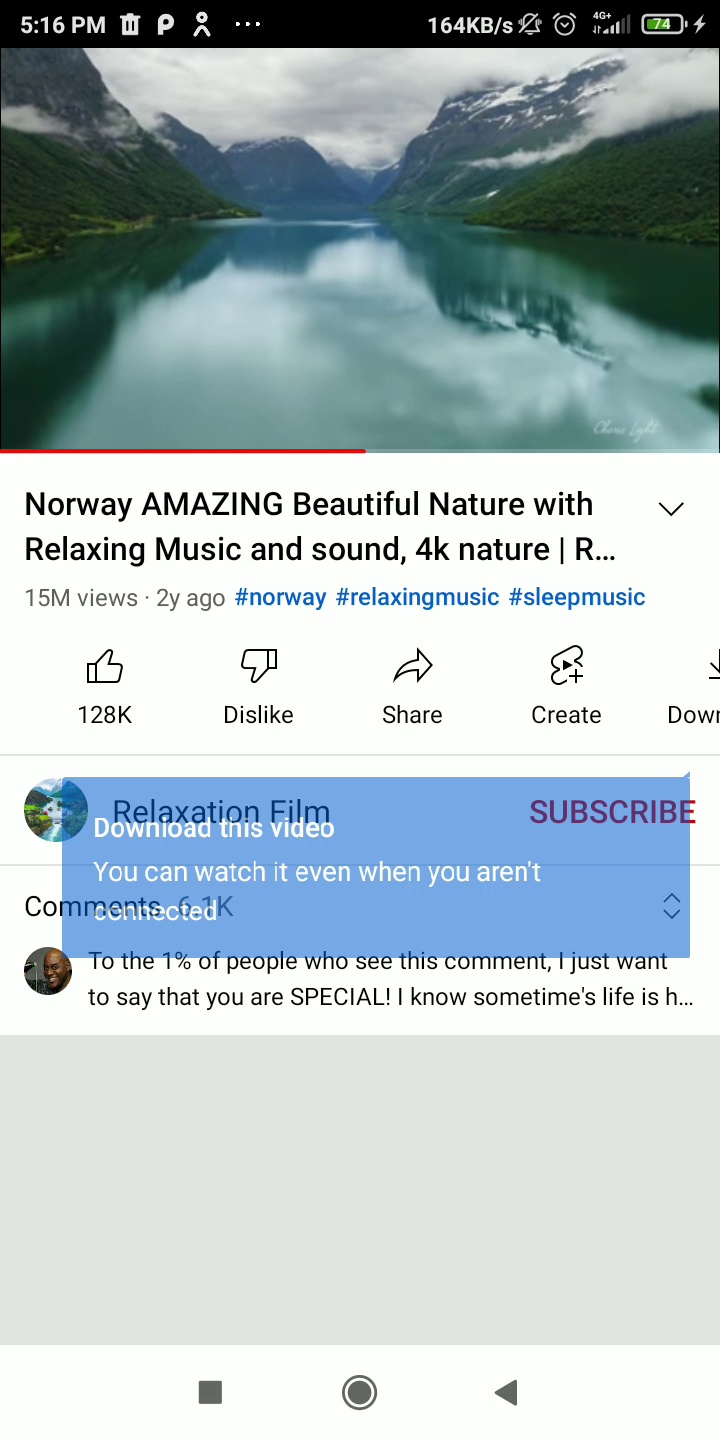 5:16 PM P ... 164KB/s 4G+ 74
Chons Light
Norway AMAZING Beautiful Nature with
Relaxing Music and sound, 4k nature | R...
15M views · 2y ago #norway #relaxingmusic #sleepmusic
128K Dislike Share Create Down
Relaxation Film SUBSCRIBE
Download this video
You can watch it even when you aren't
connected
Comments 6.1K
To the 1% of people who see this comment, I just want
to say that you are SPECIAL! I know sometime's life is h...